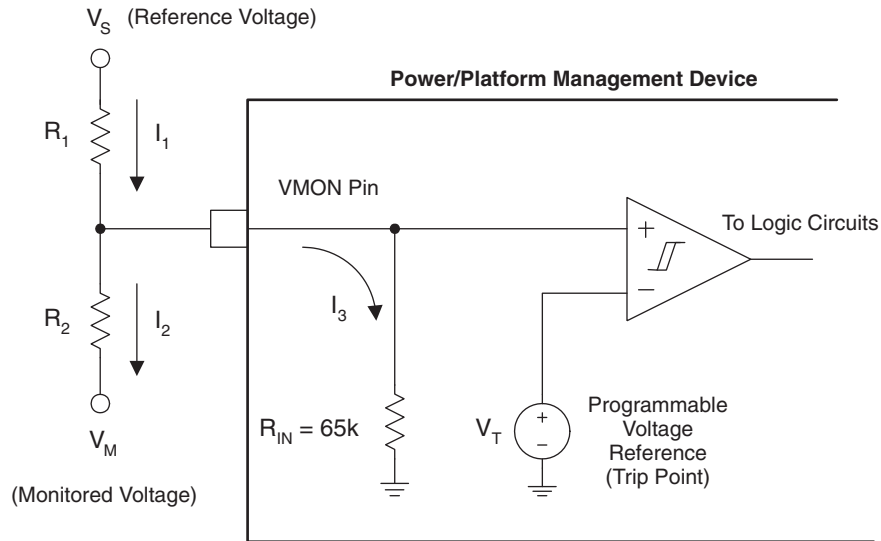 V_S (Reference Voltage)
Power/Platform Management Device
R_1
I_1
VMON Pin
+
To Logic Circuits
−
R_2
I_2
I_3
V_M
(Monitored Voltage)
R_IN = 65k
V_T
+
−
Programmable
Voltage
Reference
(Trip Point)